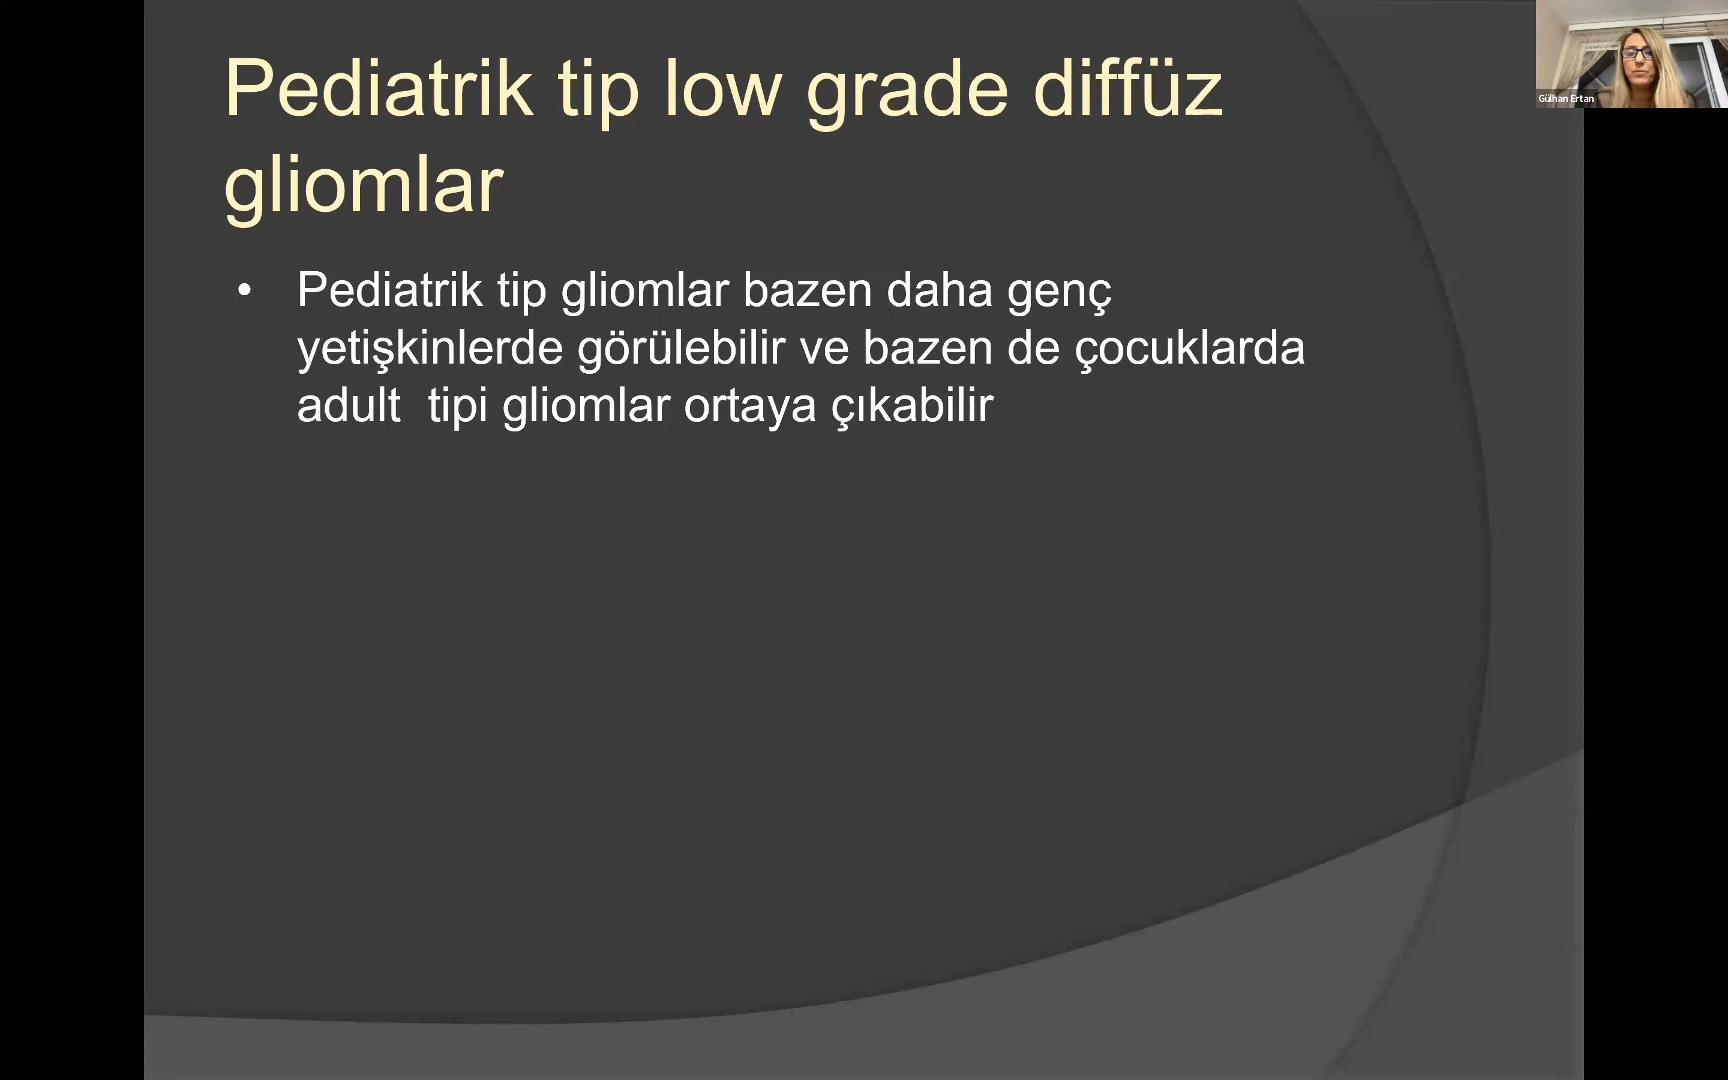 Pediatrik tip low grade diffüz
gliomlar
• Pediatrik tip gliomlar bazen daha genç
yetişkinlerde görülebilir ve bazen de çocuklarda
adult  tipi gliomlar ortaya çıkabilir
Gülhan Ertan